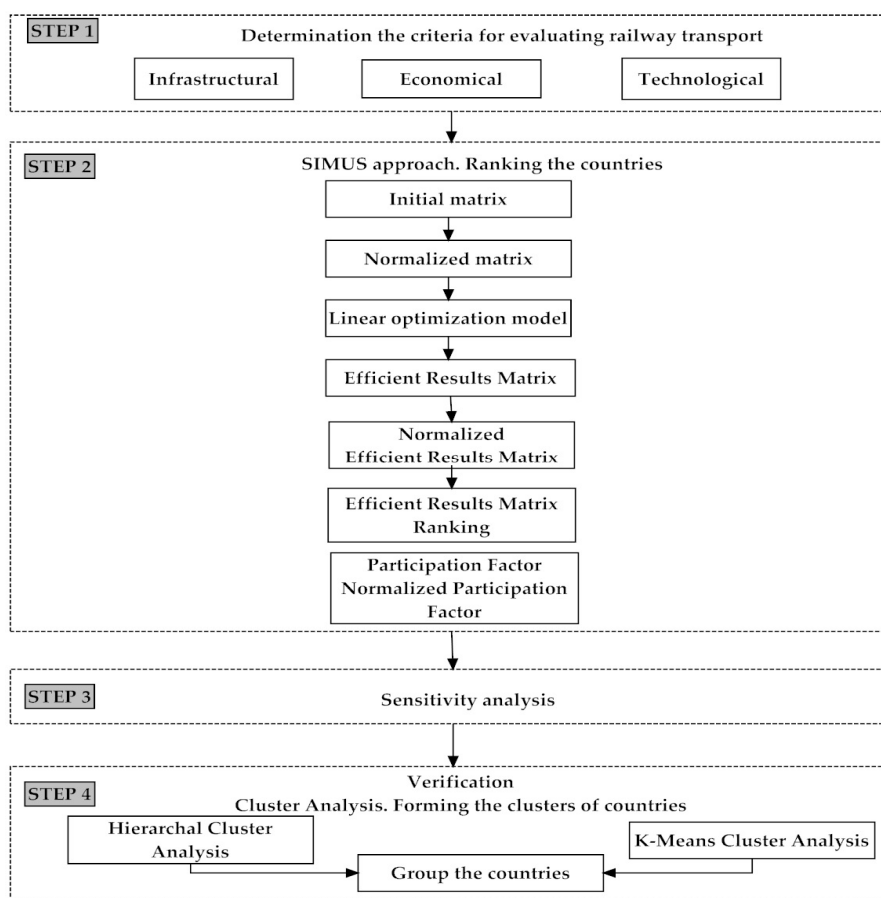 STEP 1
Determination the criteria for evaluating railway transport
Infrastructural
Economical
Technological
STEP 2
SIMUS approach. Ranking the countries
Initial matrix
Normalized matrix
Linear optimization model
Efficient Results Matrix
Normalized
Efficient Results Matrix
Efficient Results Matrix
Ranking
Participation Factor
Normalized Participation
Factor
STEP 3
Sensitivity analysis
STEP 4
Verification
Cluster Analysis. Forming the clusters of countries
Hierarchal Cluster
Analysis
K-Means Cluster Analysis
Group the countries